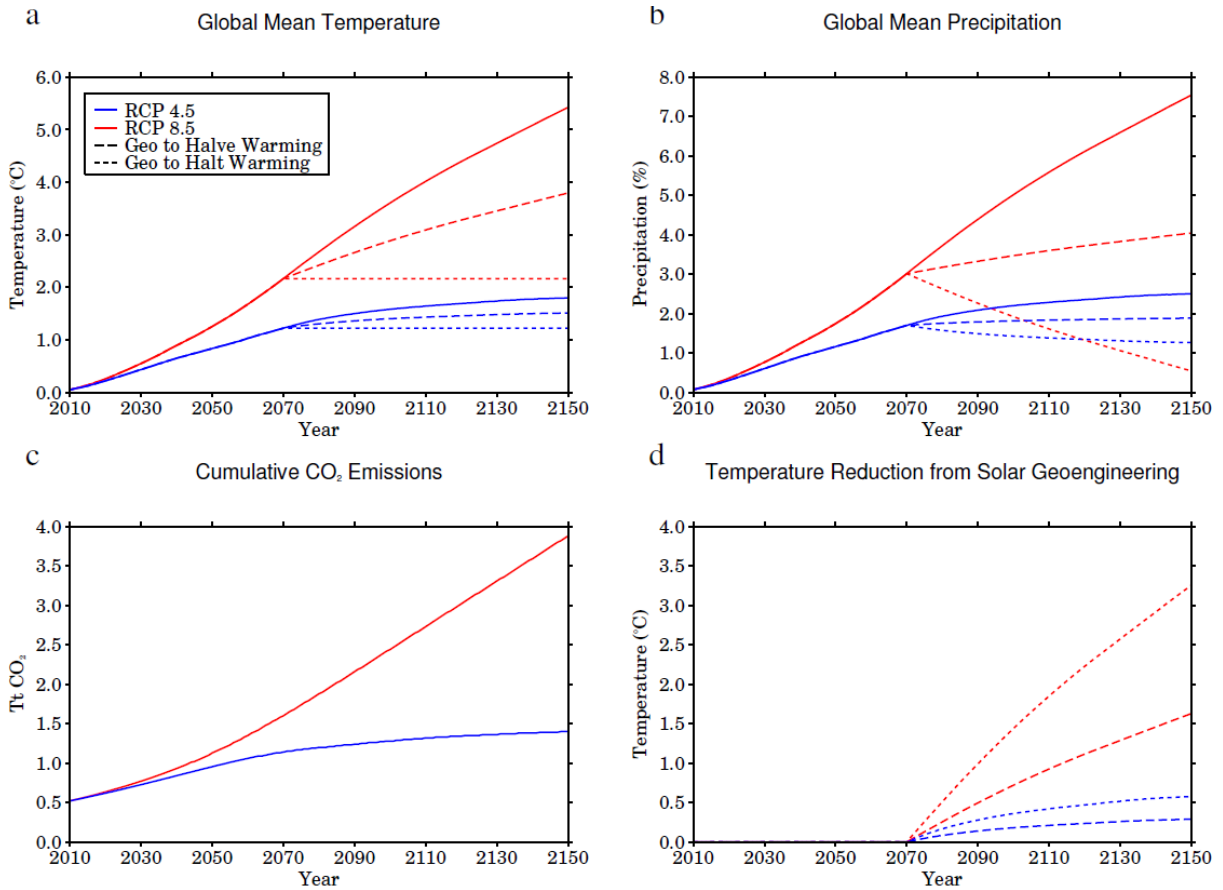 a
Global Mean Temperature
6.0
5.0
4.0
3.0
2.0
1.0
0.0
Temperature (°C)
RCP 4.5
RCP 8.5
Geo to Halve Warming
Geo to Halt Warming
2010 2030 2050 2070 2090 2110 2130 2150
Year
b
Global Mean Precipitation
8.0
7.0
6.0
5.0
4.0
3.0
2.0
1.0
0.0
Precipitation (%)
2010 2030 2050 2070 2090 2110 2130 2150
Year
c
Cumulative CO₂ Emissions
4.0
3.5
3.0
2.5
2.0
1.5
1.0
0.5
0.0
Tt CO₂
2010 2030 2050 2070 2090 2110 2130 2150
Year
d
Temperature Reduction from Solar Geoengineering
4.0
3.5
3.0
2.5
2.0
1.5
1.0
0.5
0.0
Temperature (°C)
2010 2030 2050 2070 2090 2110 2130 2150
Year